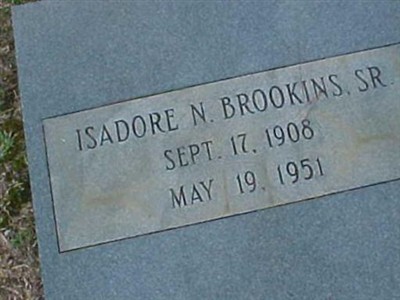 ISADORE N. BROOKINS, SR.
SEPT. 17, 1908
MAY 19, 1951